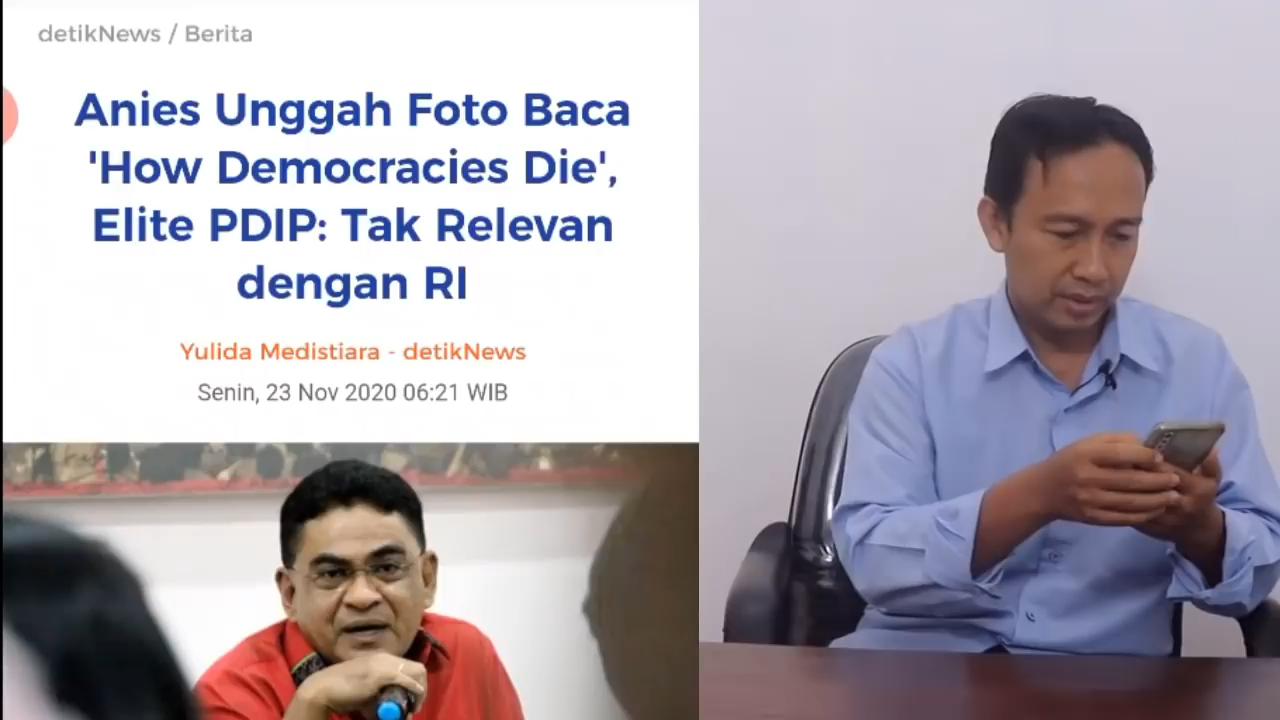 detikNews / Berita
Anies Unggah Foto Baca
'How Democracies Die',
Elite PDIP: Tak Relevan
dengan RI
Yulida Medistiara - detikNews
Senin, 23 Nov 2020 06:21 WIB